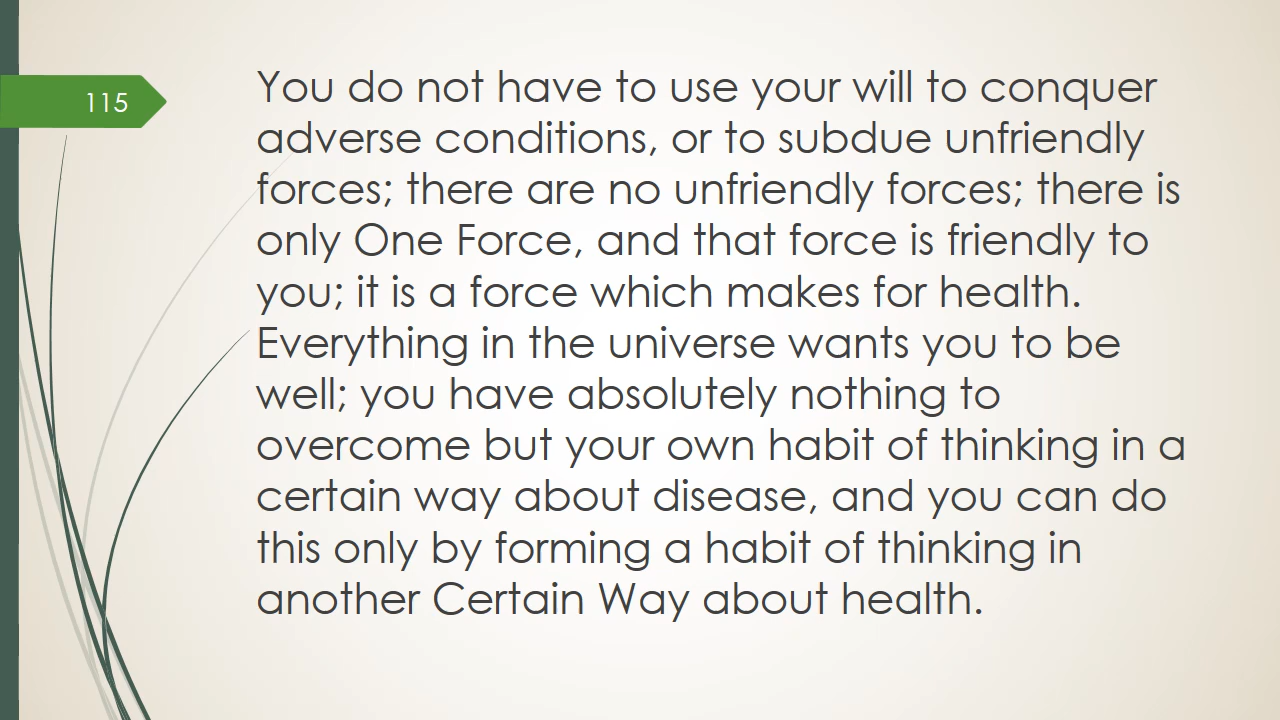 115
You do not have to use your will to conquer
adverse conditions, or to subdue unfriendly
forces; there are no unfriendly forces; there is
only One Force, and that force is friendly to
you; it is a force which makes for health.
Everything in the universe wants you to be
well; you have absolutely nothing to
overcome but your own habit of thinking in a
certain way about disease, and you can do
this only by forming a habit of thinking in
another Certain Way about health.